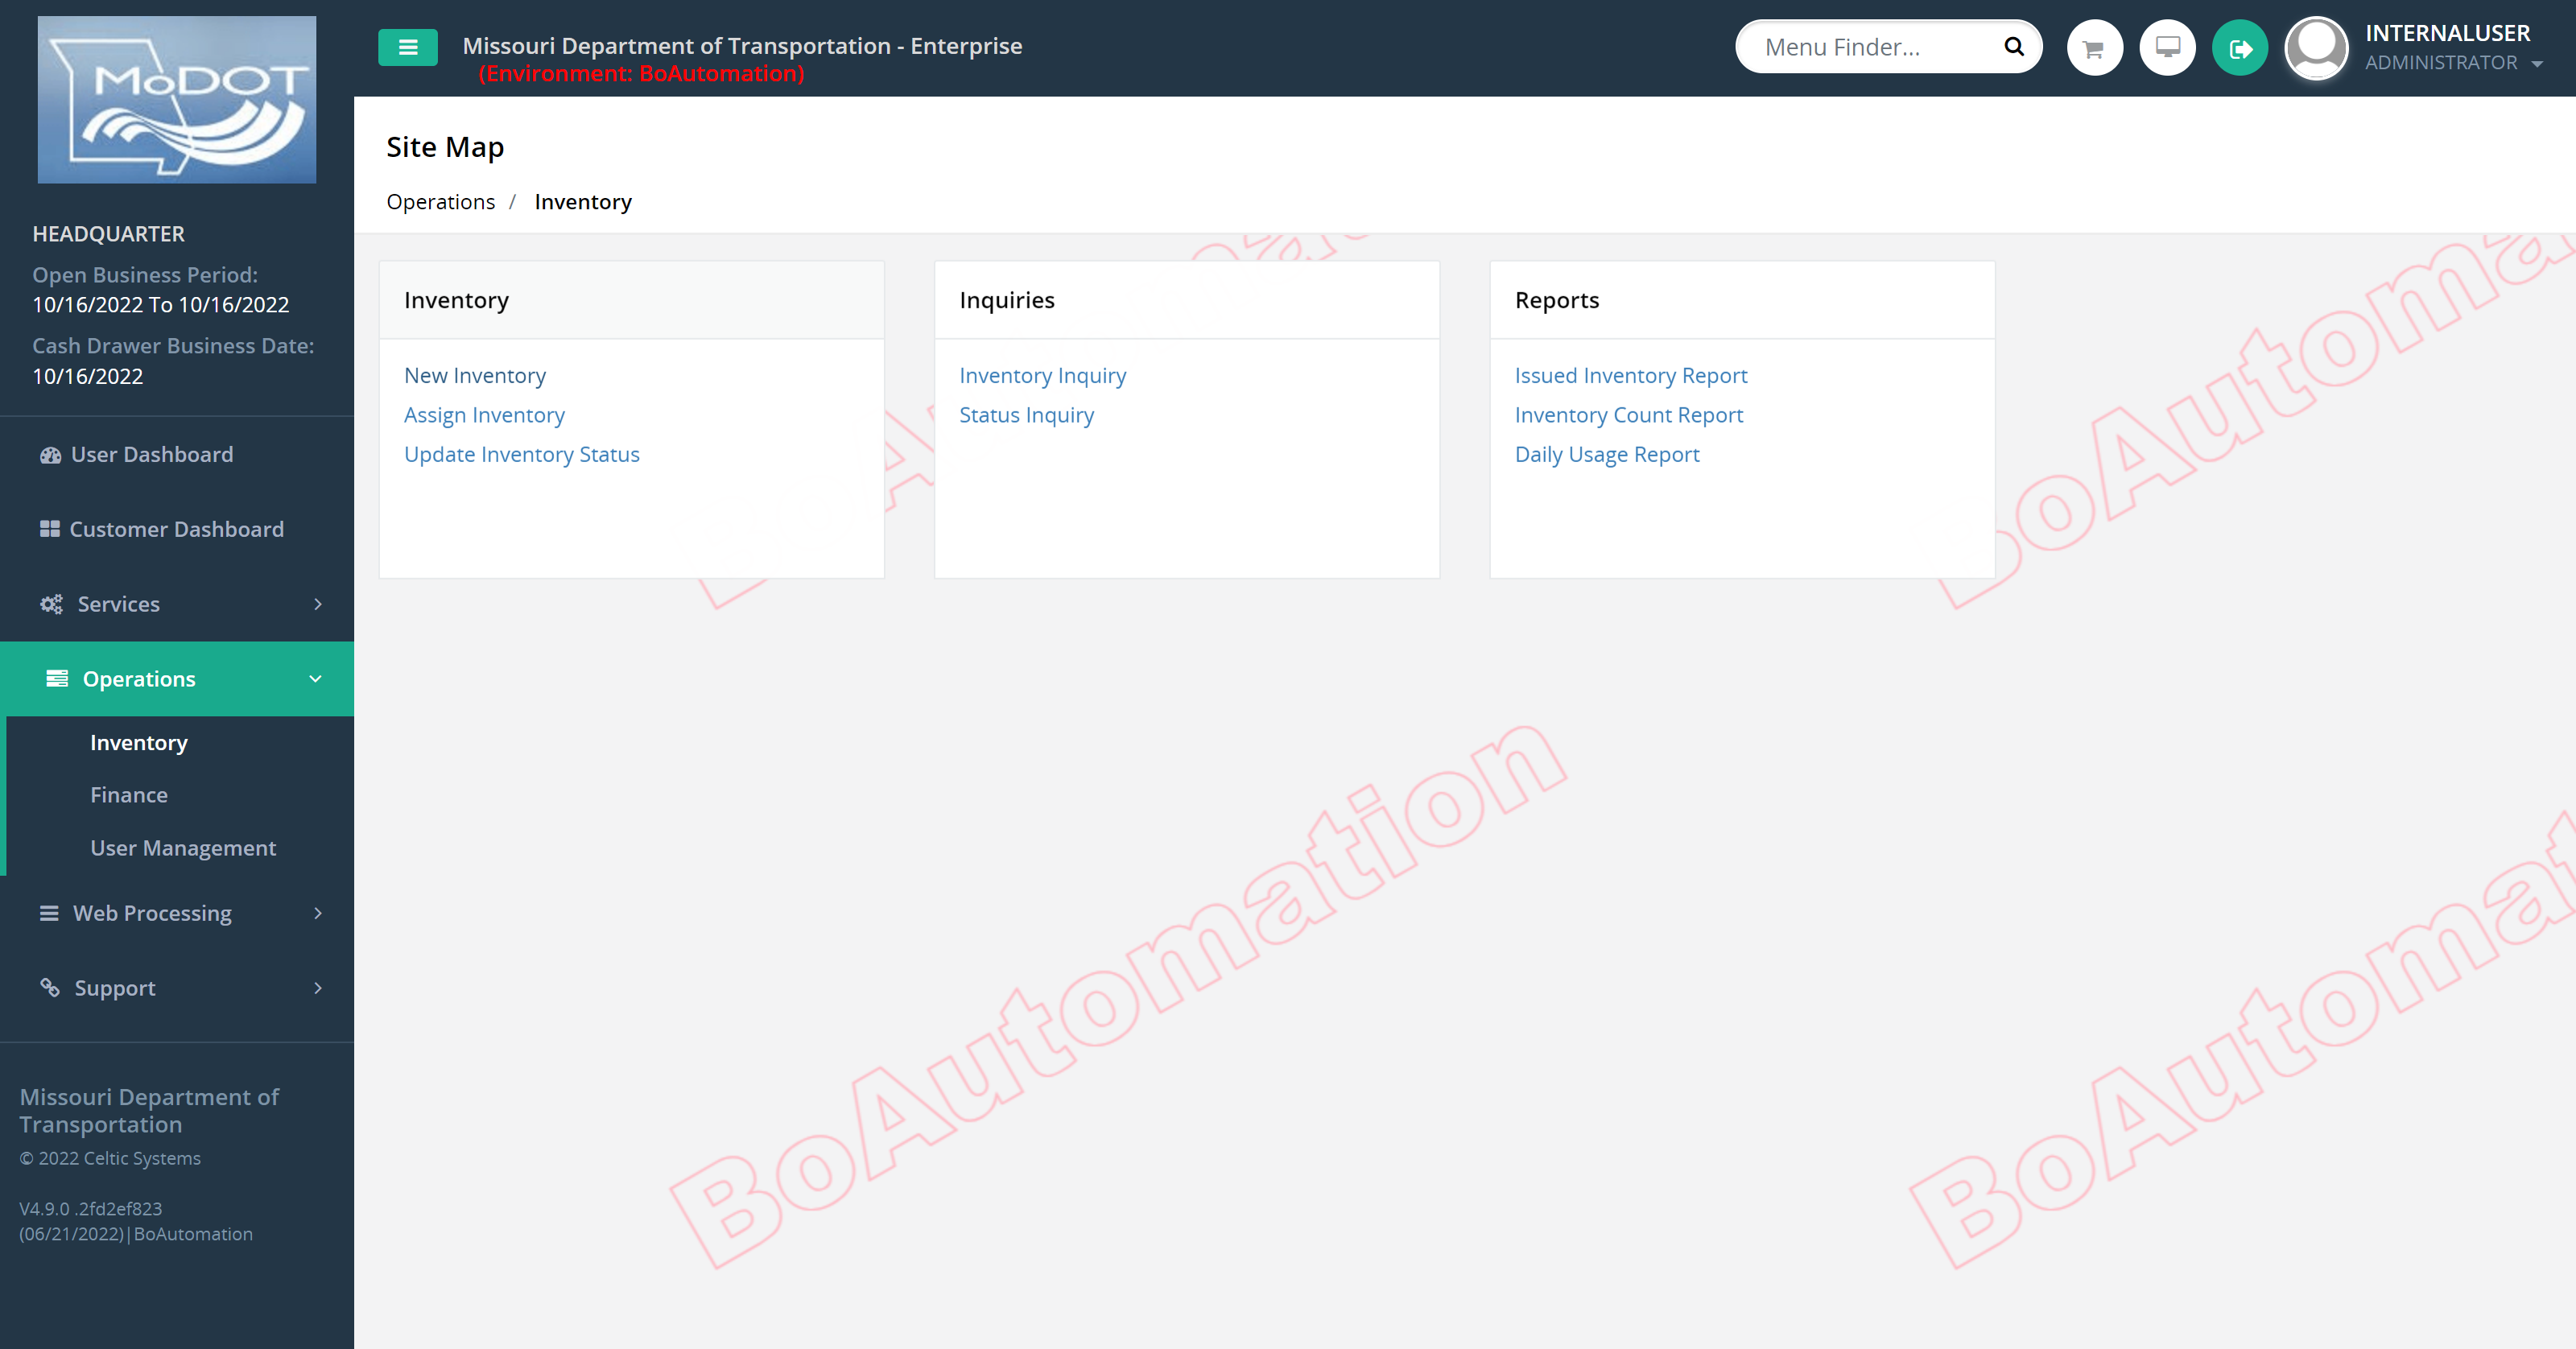 MoDOT
Missouri Department of Transportation - Enterprise
(Environment: BoAutomation)
Menu Finder...
INTERNALUSER
ADMINISTRATOR
HEADQUARTER
Open Business Period:
10/16/2022 To 10/16/2022
Cash Drawer Business Date:
10/16/2022
User Dashboard
Customer Dashboard
Services
Operations
Inventory
Finance
User Management
Web Processing
Support
Missouri Department of
Transportation
© 2022 Celtic Systems
V4.9.0 .2fd2ef823
(06/21/2022)|BoAutomation
Site Map
Operations / Inventory
Inventory
New Inventory
Assign Inventory
Update Inventory Status
Inquiries
Inventory Inquiry
Status Inquiry
Reports
Issued Inventory Report
Inventory Count Report
Daily Usage Report
BoAutoma
BoAutomation
BoAutomat